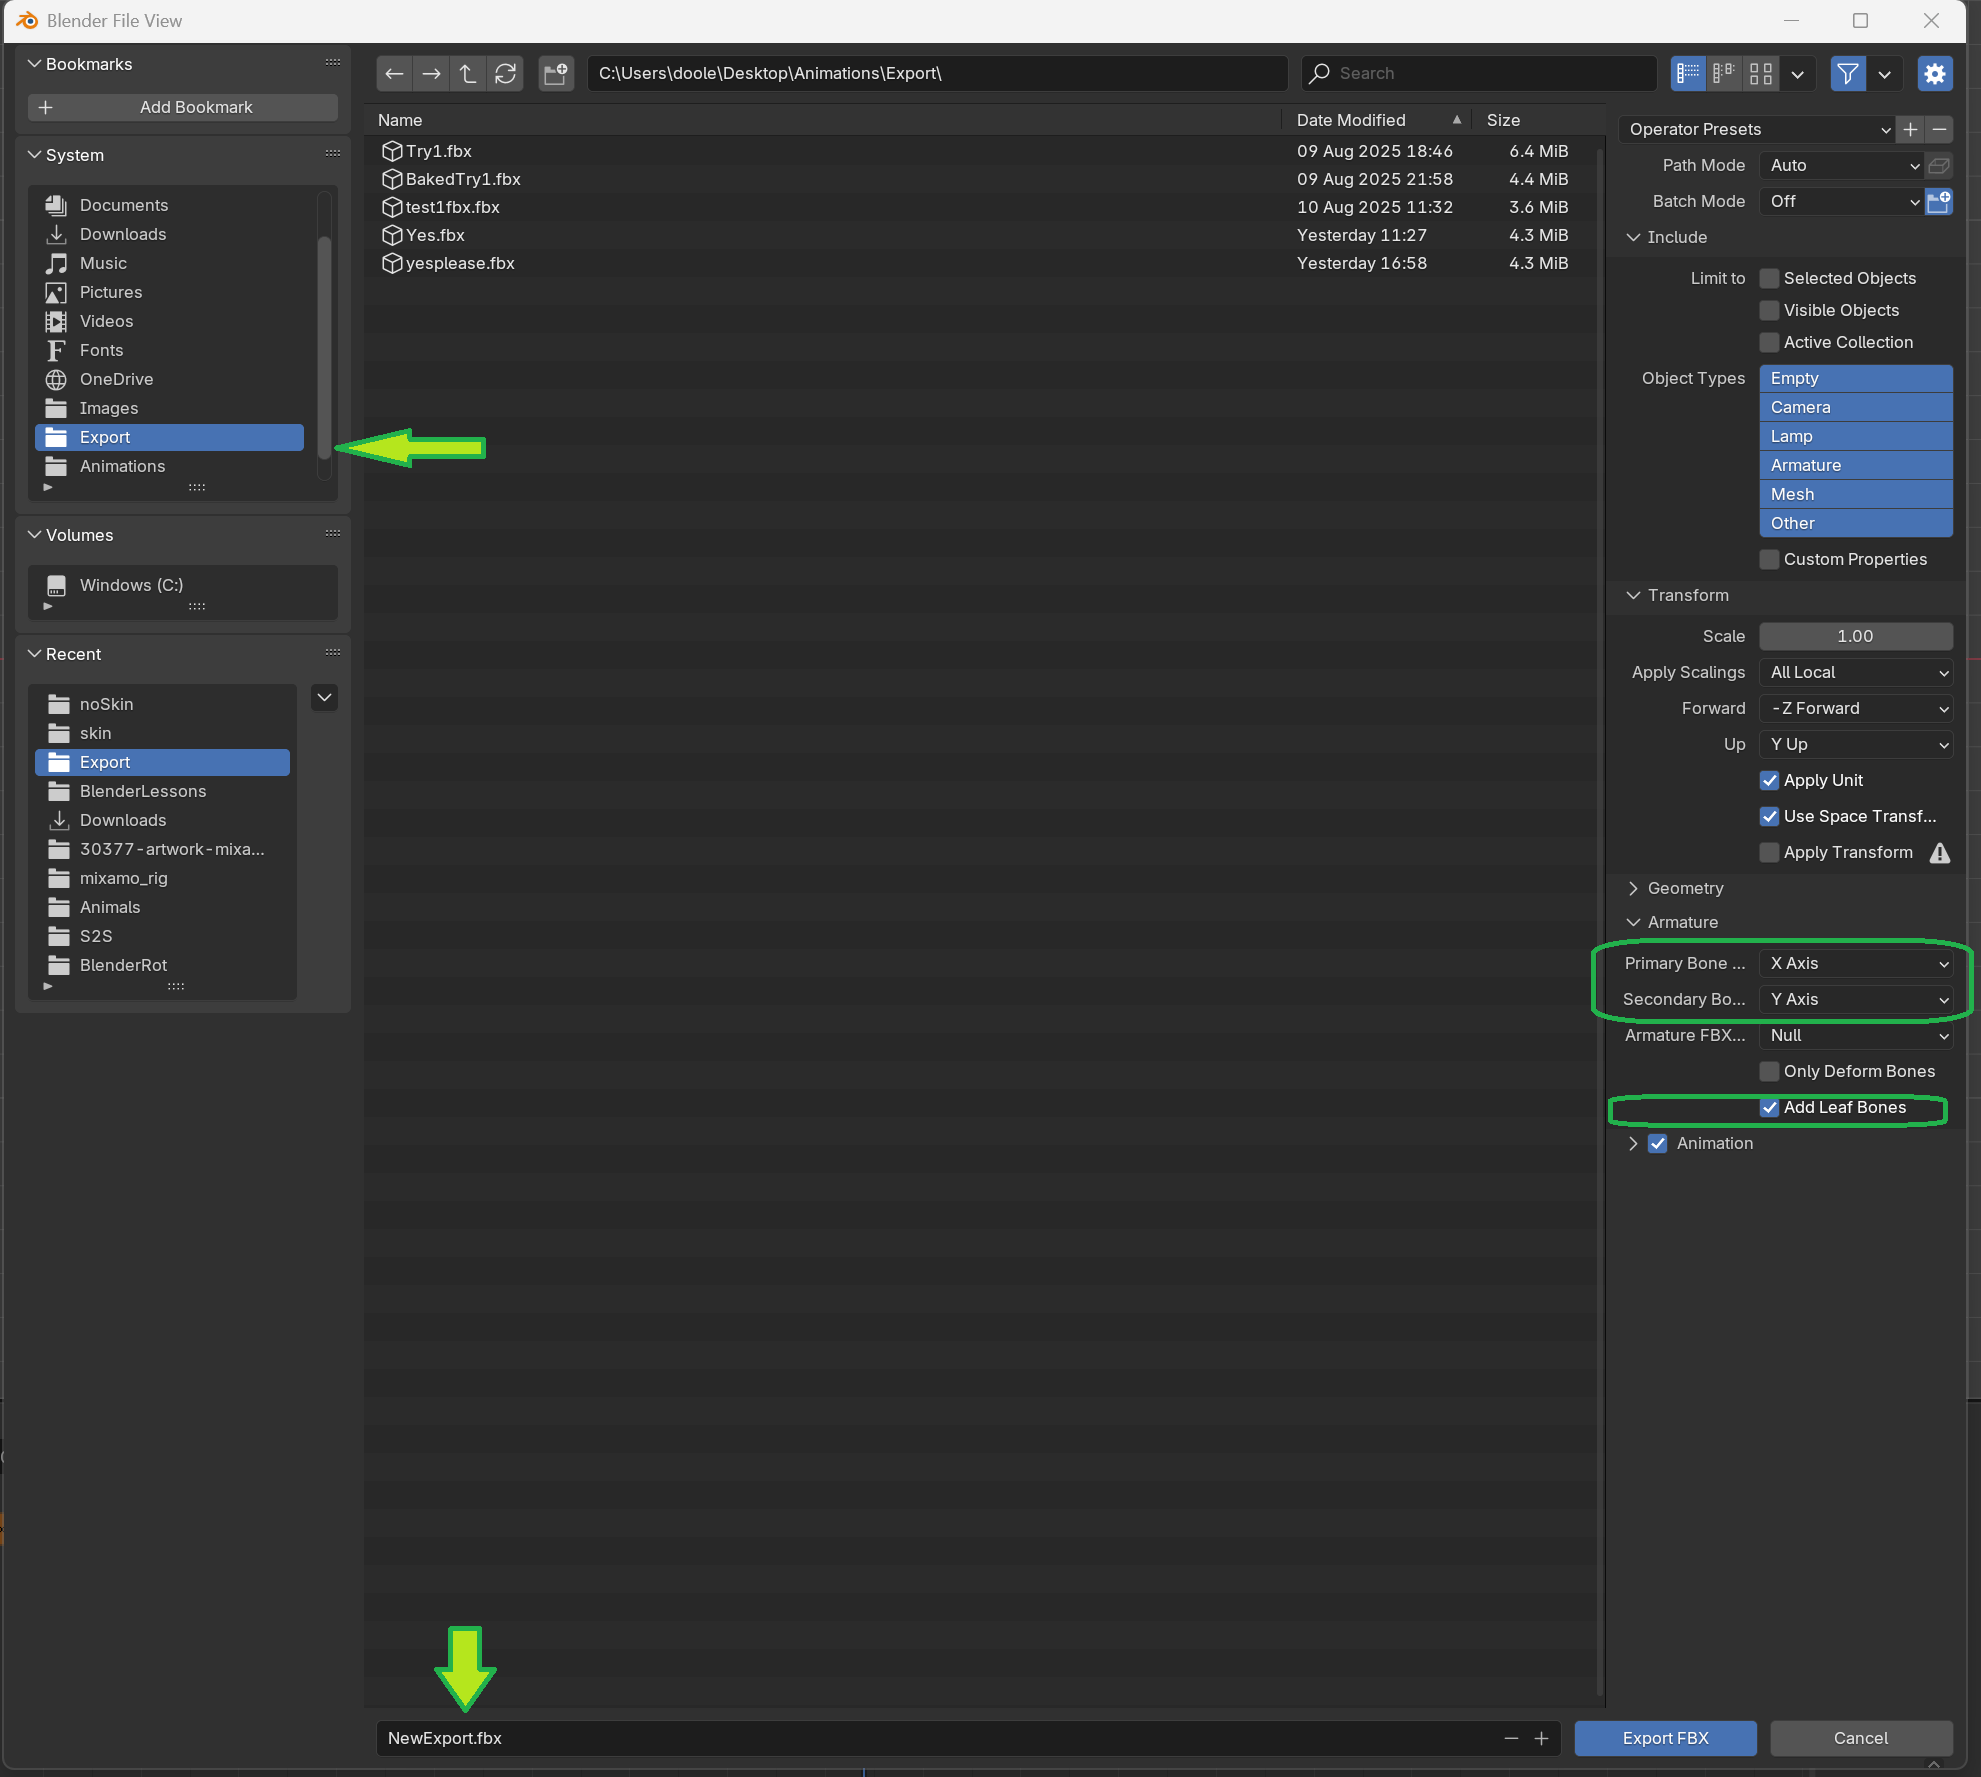 Blender File View
Bookmarks
Add Bookmark
System
Documents
Downloads
Music
Pictures
Videos
Fonts
OneDrive
Images
Export
Animations
Volumes
Windows (C:)
Recent
noSkin
skin
Export
BlenderLessons
Downloads
30377-artwork-mixa...
mixamo_rig
Animals
S2S
BlenderRot
C:\Users\doole\Desktop\Animations\Export\
Search
Name Date Modified Size
Try1.fbx 09 Aug 2025 18:46 6.4 MiB
BakedTry1.fbx 09 Aug 2025 21:58 4.4 MiB
test1fbx.fbx 10 Aug 2025 11:32 3.6 MiB
Yes.fbx Yesterday 11:27 4.3 MiB
yesplease.fbx Yesterday 16:58 4.3 MiB
Operator Presets
Path Mode Auto
Batch Mode Off
Include
Limit to Selected Objects
Visible Objects
Active Collection
Object Types Empty
Camera
Lamp
Armature
Mesh
Other
Custom Properties
Transform
Scale 1.00
Apply Scalings All Local
Forward -Z Forward
Up Y Up
Apply Unit
Use Space Transf...
Apply Transform
Geometry
Armature
Primary Bone ... X Axis
Secondary Bo... Y Axis
Armature FBX... Null
Only Deform Bones
Add Leaf Bones
Animation
NewExport.fbx
Export FBX
Cancel